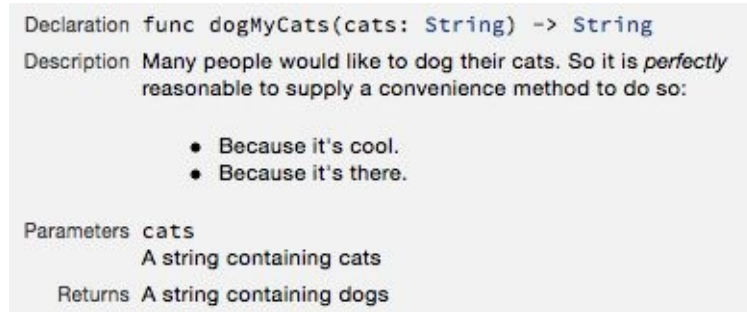 Declaration func dogMyCats(cats: String) -> String
Description Many people would like to dog their cats. So it is perfectly
reasonable to supply a convenience method to do so:
• Because it's cool.
• Because it's there.
Parameters cats
A string containing cats
Returns A string containing dogs